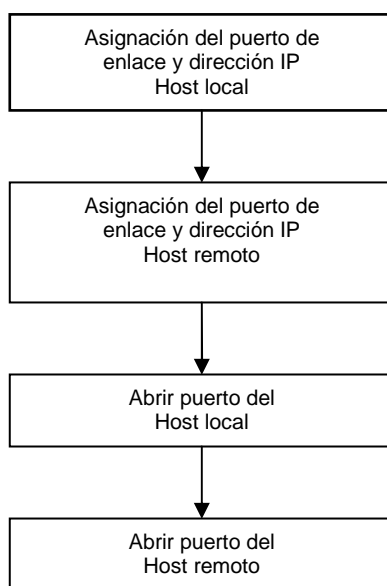 Asignación del puerto de
enlace y dirección IP
Host local
Asignación del puerto de
enlace y dirección IP
Host remoto
Abrir puerto del
Host local
Abrir puerto del
Host remoto